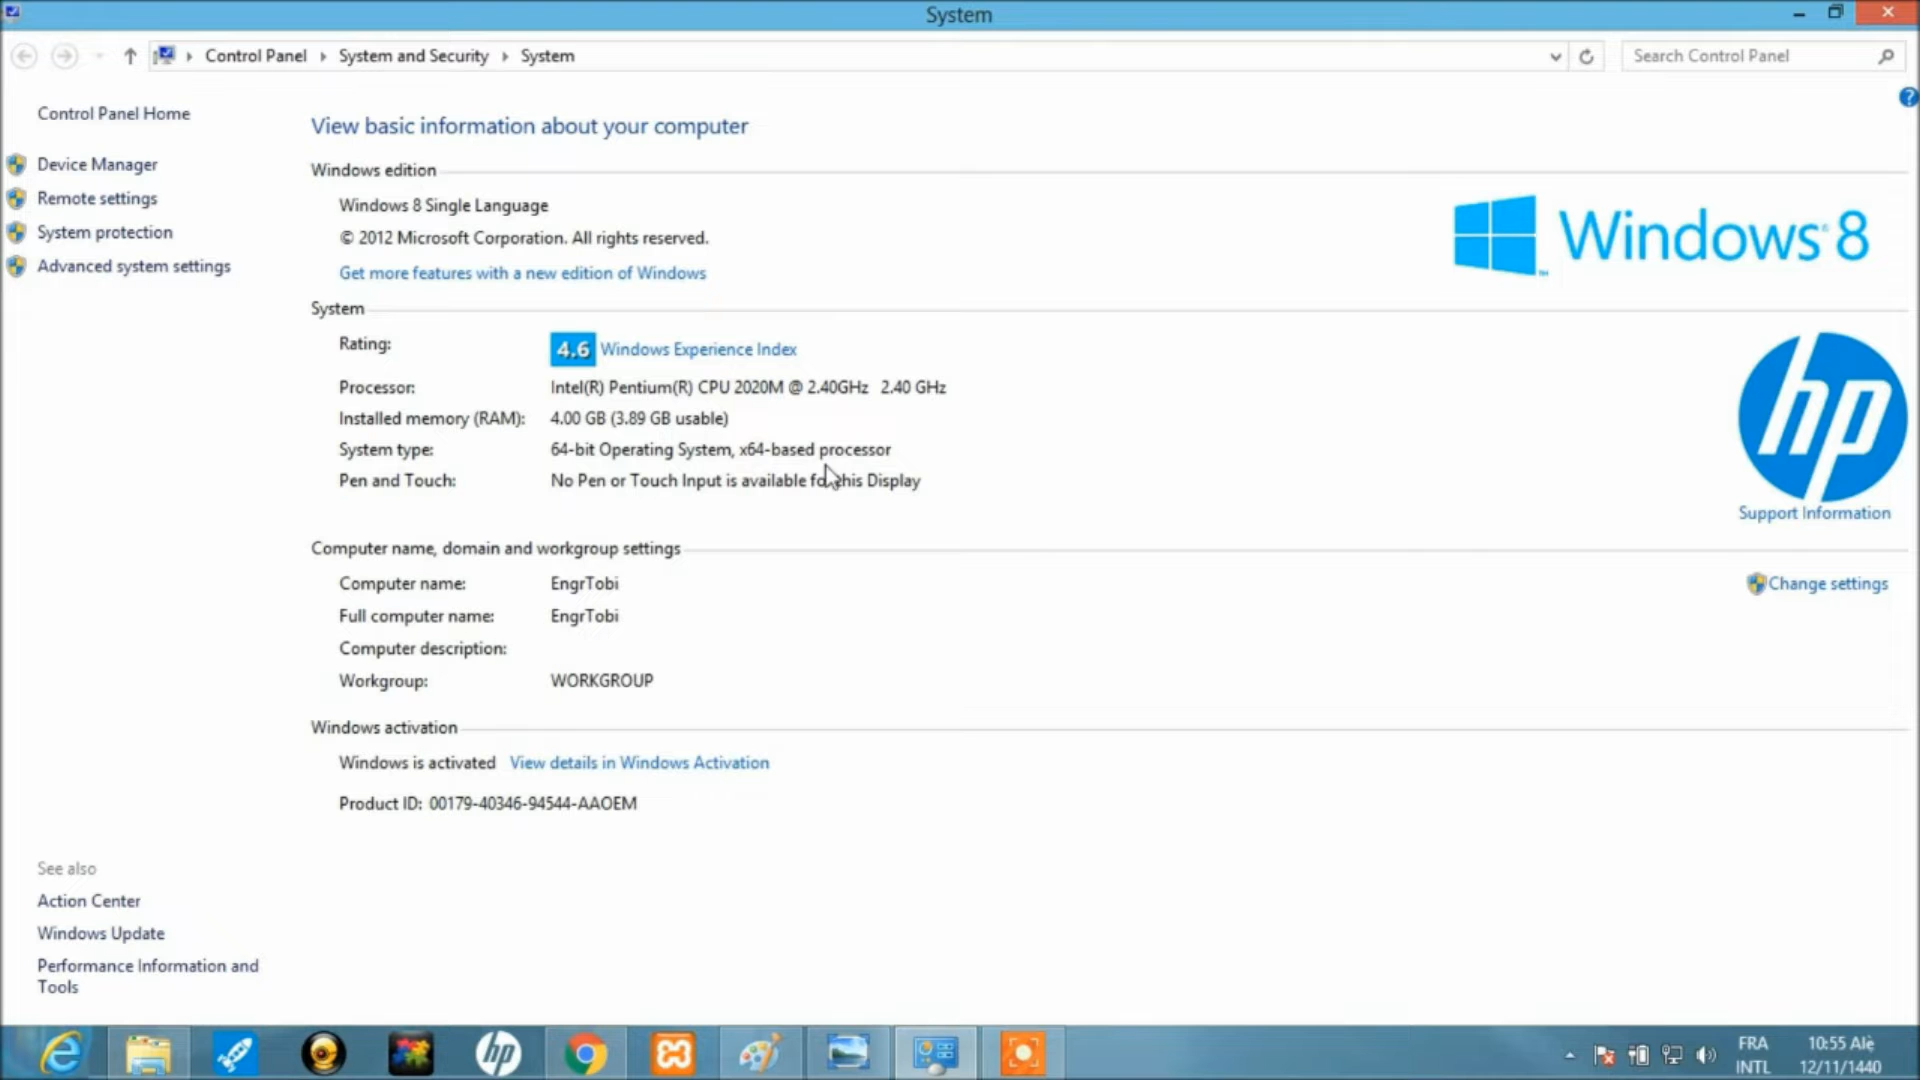 System
Control Panel
System and Security
System
Search Control Panel
Control Panel Home
Device Manager
Remote settings
System protection
Advanced system settings
View basic information about your computer
Windows edition
Windows 8 Single Language
© 2012 Microsoft Corporation. All rights reserved.
Get more features with a new edition of Windows
Windows 8
System
Rating:
4.6 Windows Experience Index
Processor:
Intel(R) Pentium(R) CPU 2020M @ 2.40GHz 2.40 GHz
Installed memory (RAM):
4.00 GB (3.89 GB usable)
System type:
64-bit Operating System, x64-based processor
Pen and Touch:
No Pen or Touch Input is available for this Display
hp
Support Information
Computer name, domain and workgroup settings
Computer name:
EngrTobi
Change settings
Full computer name:
EngrTobi
Computer description:
Workgroup:
WORKGROUP
Windows activation
Windows is activated View details in Windows Activation
Product ID: 00179-40346-94544-AAOEM
See also
Action Center
Windows Update
Performance Information and
Tools
hp
FRA
INTL
10:55 Alè
12/11/1440